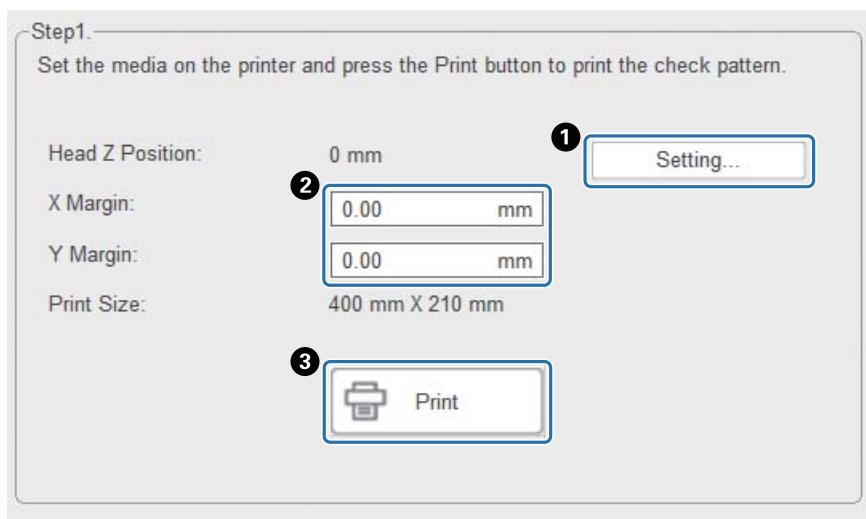 Step1.
Set the media on the printer and press the Print button to print the check pattern.
1
Head Z Position: 0 mm Setting...
2
X Margin: 0.00 mm
Y Margin: 0.00 mm
Print Size: 400 mm X 210 mm
3
Print